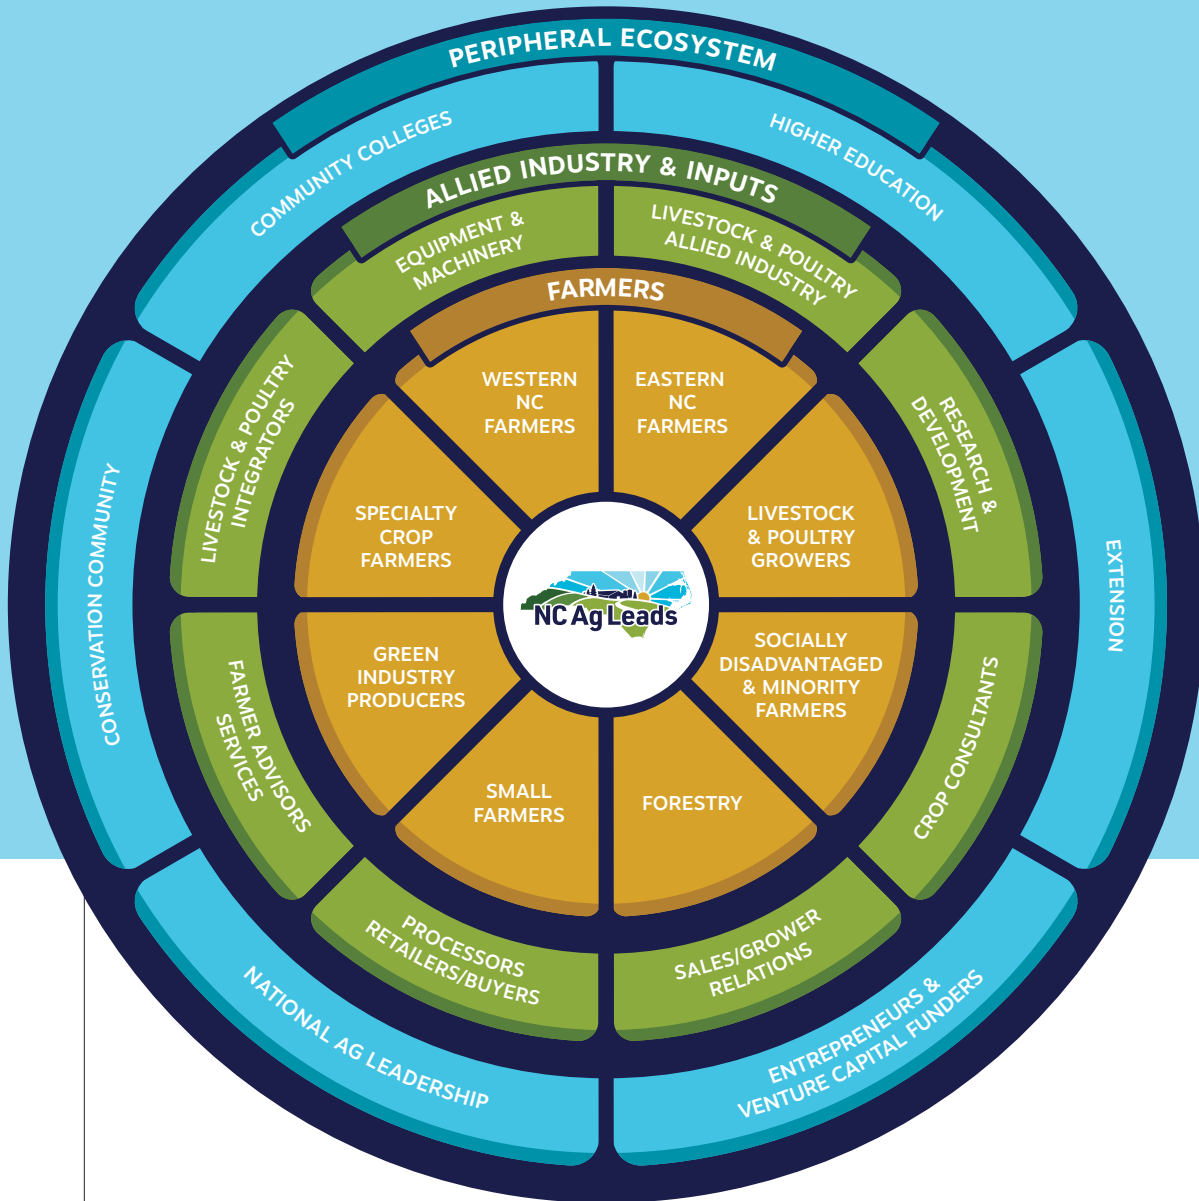 PERIPHERAL ECOSYSTEM
COMMUNITY COLLEGES
HIGHER EDUCATION
EXTENSION
ENTREPRENEURS &
VENTURE CAPITAL FUNDERS
NATIONAL AG LEADERSHIP
CONSERVATION COMMUNITY
ALLIED INDUSTRY & INPUTS
EQUIPMENT &
MACHINERY
LIVESTOCK & POULTRY
ALLIED INDUSTRY
RESEARCH &
DEVELOPMENT
CROP CONSULTANTS
SALES/GROWER
RELATIONS
PROCESSORS
RETAILERS/BUYERS
FARMER ADVISORS
SERVICES
LIVESTOCK & POULTRY
INTEGRATORS
FARMERS
WESTERN
NC
FARMERS
EASTERN
NC
FARMERS
LIVESTOCK
& POULTRY
GROWERS
SOCIALLY
DISADVANTAGED
& MINORITY
FARMERS
FORESTRY
SMALL
FARMERS
GREEN
INDUSTRY
PRODUCERS
SPECIALTY
CROP
FARMERS
NC Ag Leads